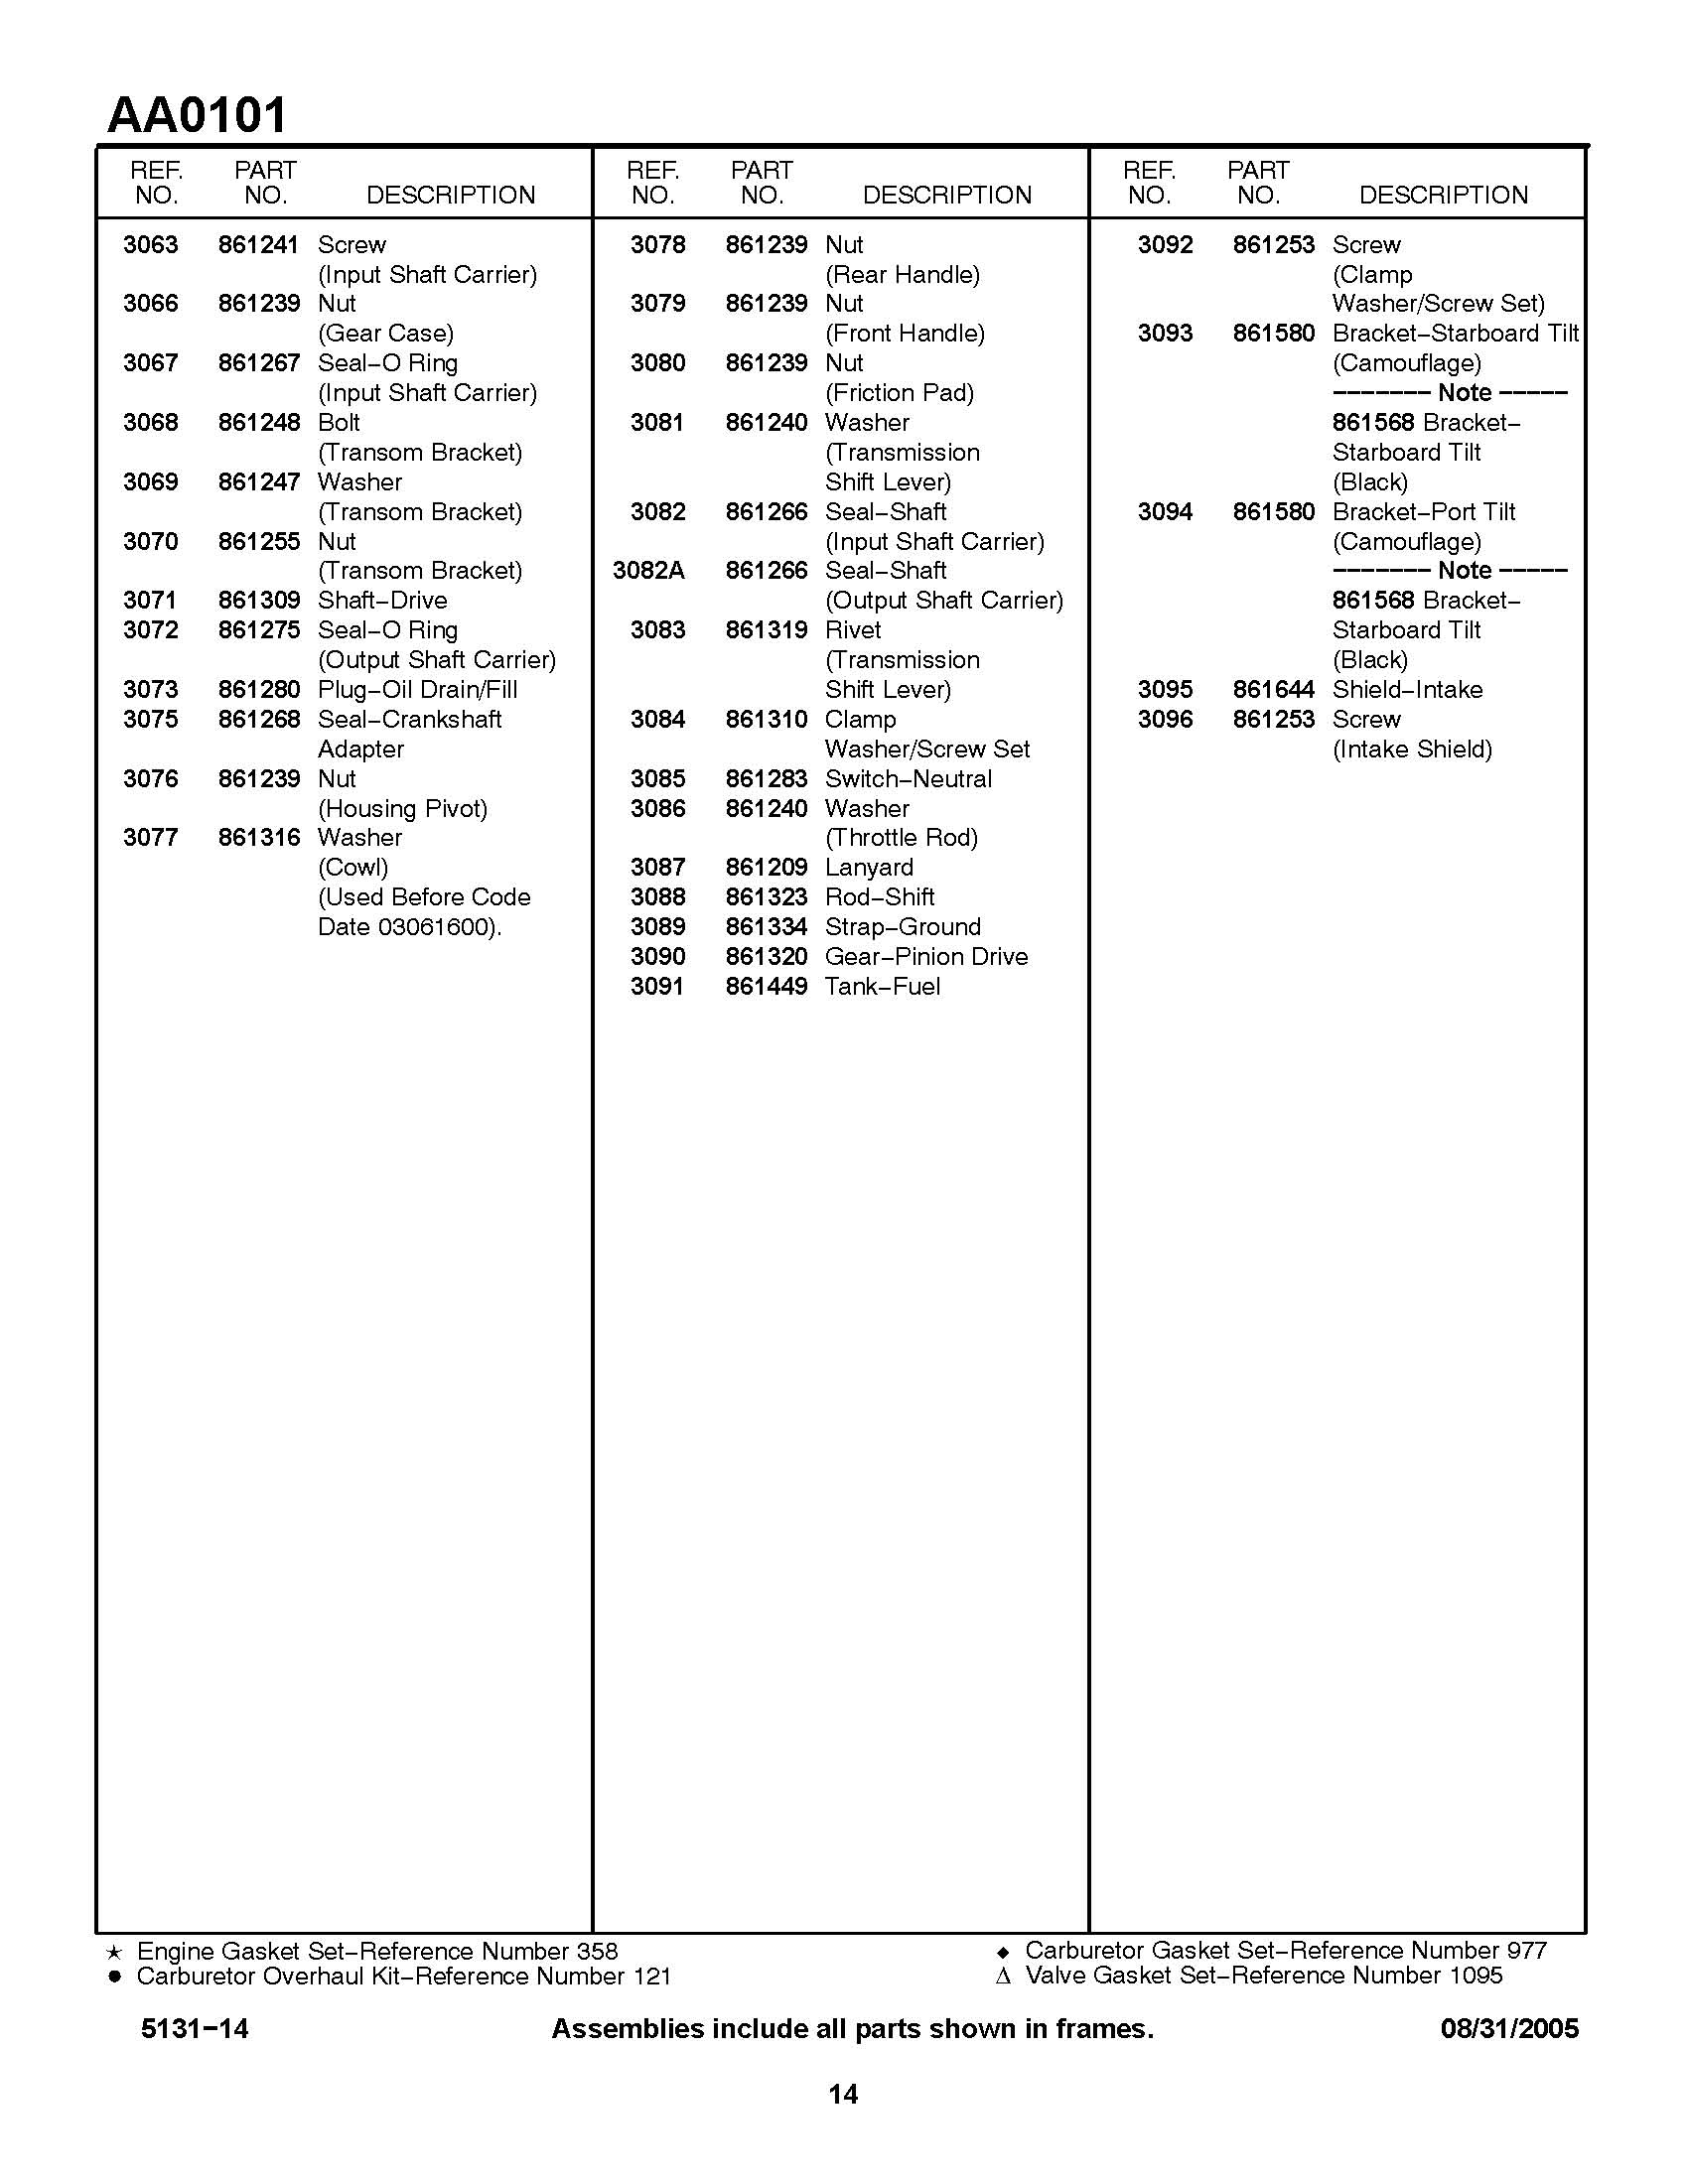 AA0101
REF. NO. PART NO. DESCRIPTION
3063 861241 Screw
(Input Shaft Carrier)
3066 861239 Nut
(Gear Case)
3067 861267 Seal–O Ring
(Input Shaft Carrier)
3068 861248 Bolt
(Transom Bracket)
3069 861247 Washer
(Transom Bracket)
3070 861255 Nut
(Transom Bracket)
3071 861309 Shaft–Drive
3072 861275 Seal–O Ring
(Output Shaft Carrier)
3073 861280 Plug–Oil Drain/Fill
3075 861268 Seal–Crankshaft
Adapter
3076 861239 Nut
(Housing Pivot)
3077 861316 Washer
(Cowl)
(Used Before Code
Date 03061600).
REF. NO. PART NO. DESCRIPTION
3078 861239 Nut
(Rear Handle)
3079 861239 Nut
(Front Handle)
3080 861239 Nut
(Friction Pad)
3081 861240 Washer
(Transmission
Shift Lever)
3082 861266 Seal–Shaft
(Input Shaft Carrier)
3082A 861266 Seal–Shaft
(Output Shaft Carrier)
3083 861319 Rivet
(Transmission
Shift Lever)
3084 861310 Clamp
Washer/Screw Set
3085 861283 Switch–Neutral
3086 861240 Washer
(Throttle Rod)
3087 861209 Lanyard
3088 861323 Rod–Shift
3089 861334 Strap–Ground
3090 861320 Gear–Pinion Drive
3091 861449 Tank–Fuel
REF. NO. PART NO. DESCRIPTION
3092 861253 Screw
(Clamp
Washer/Screw Set)
3093 861580 Bracket–Starboard Tilt
(Camouflage)
––––––– Note –––––
861568 Bracket–
Starboard Tilt
(Black)
3094 861580 Bracket–Port Tilt
(Camouflage)
––––––– Note –––––
861568 Bracket–
Starboard Tilt
(Black)
3095 861644 Shield–Intake
3096 861253 Screw
(Intake Shield)
★ Engine Gasket Set–Reference Number 358
● Carburetor Overhaul Kit–Reference Number 121
◆ Carburetor Gasket Set–Reference Number 977
Δ Valve Gasket Set–Reference Number 1095
5131–14 Assemblies include all parts shown in frames. 08/31/2005
14